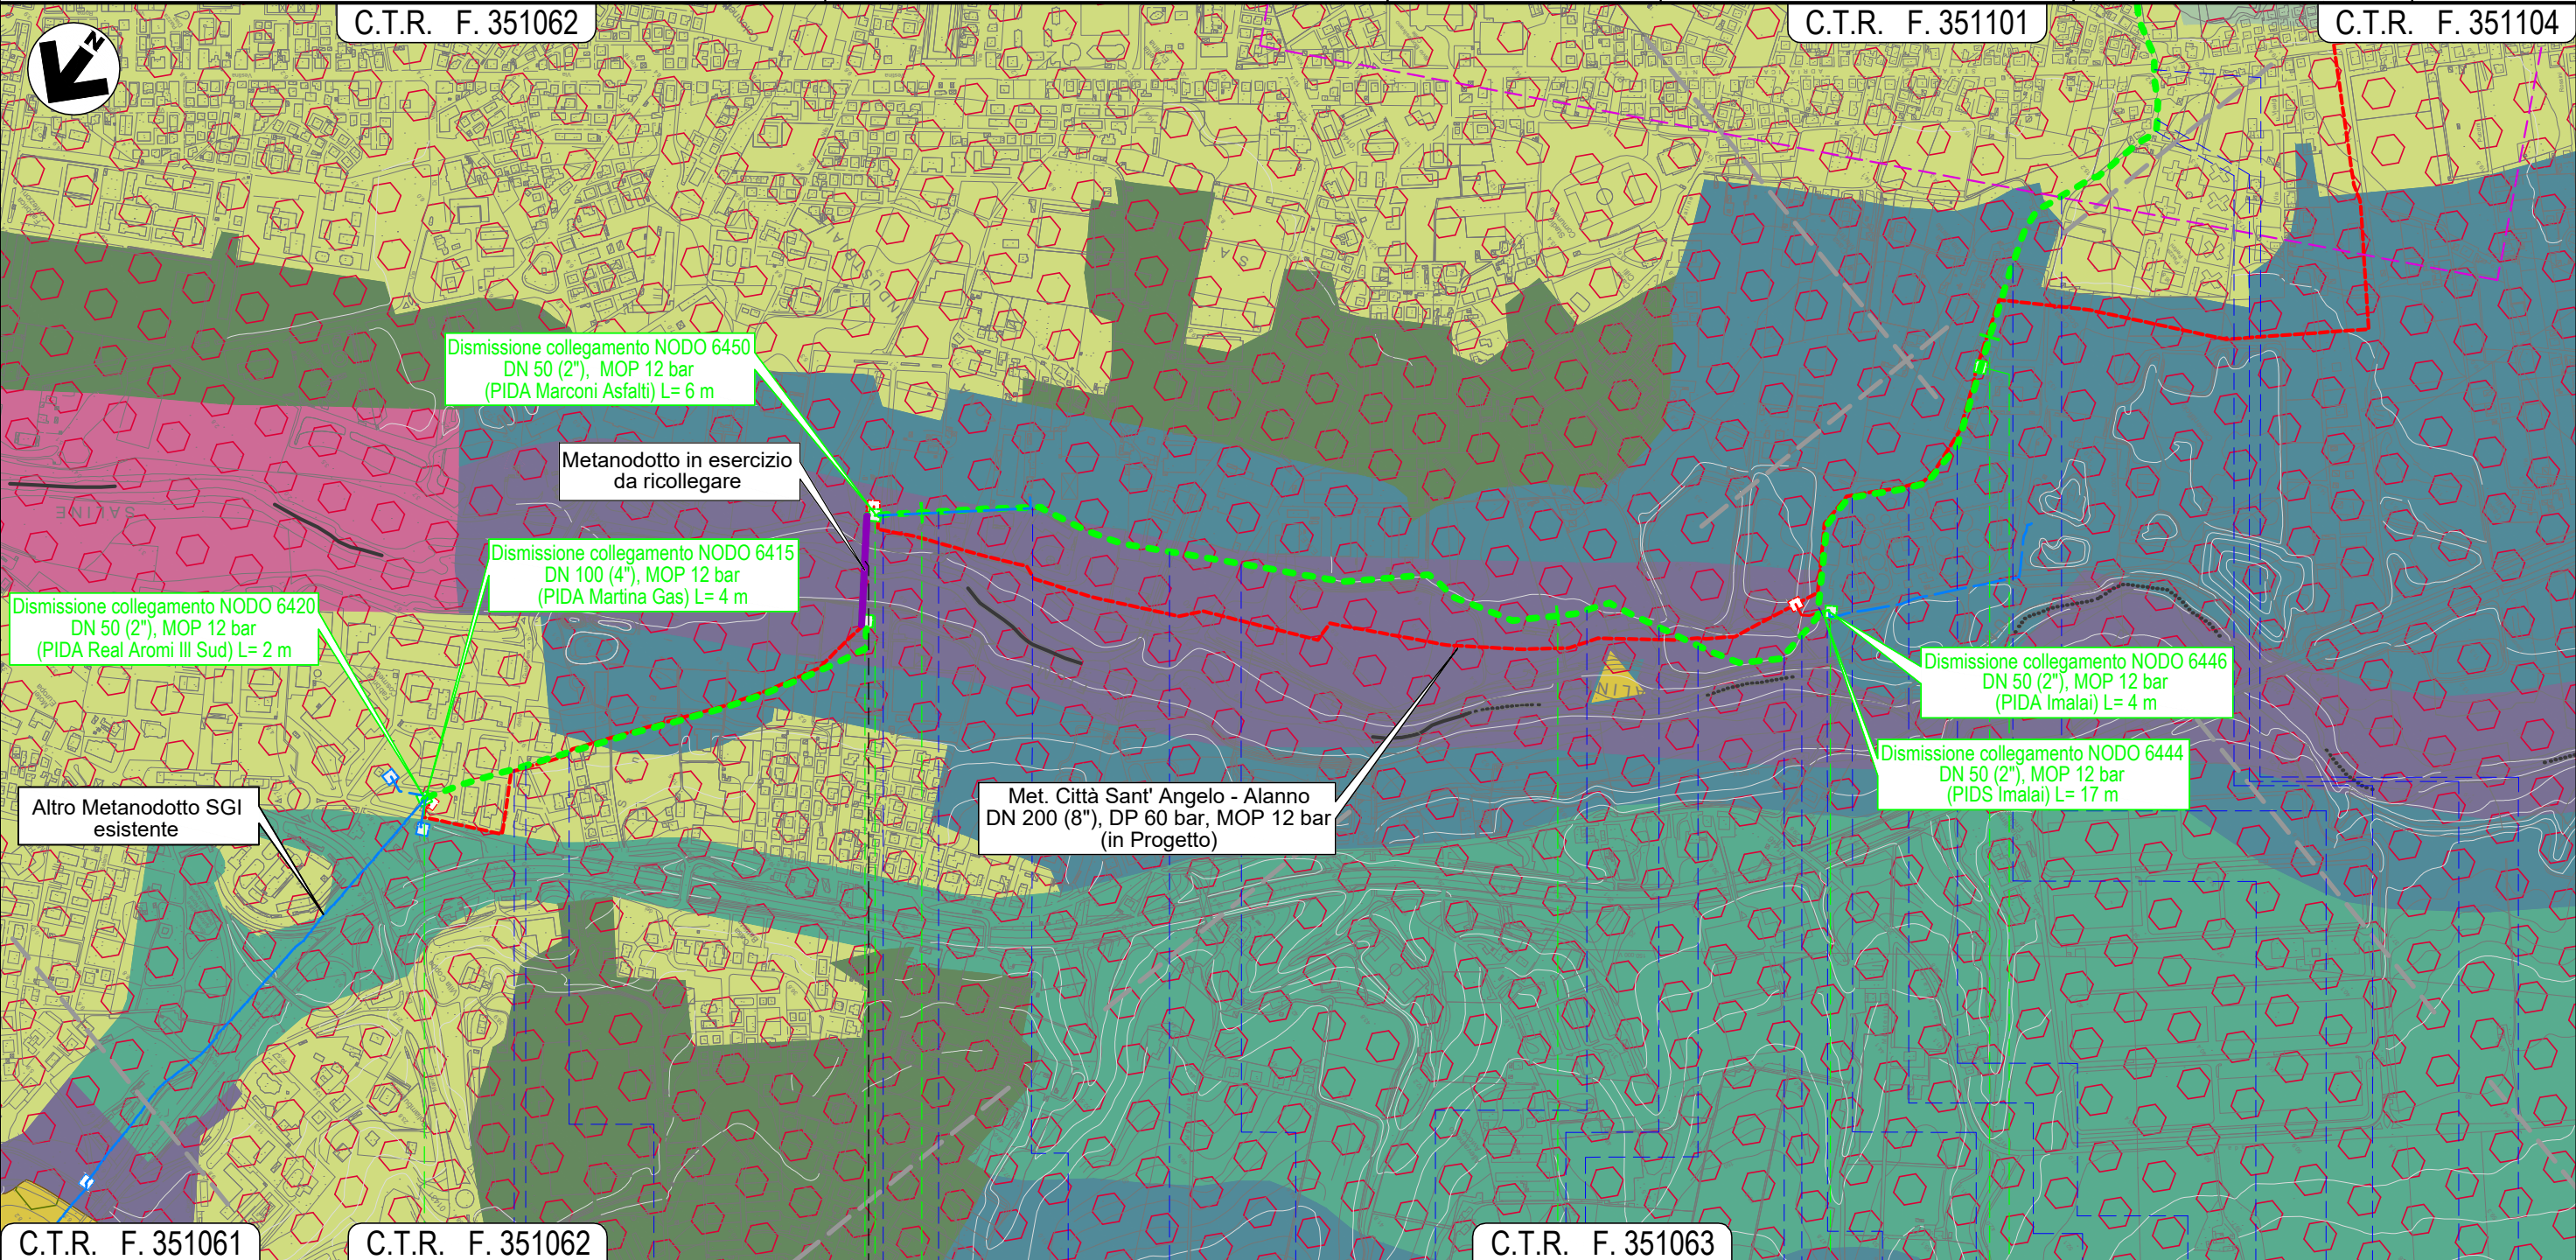 C.T.R. F. 351062
C.T.R. F. 351101
C.T.R. F. 351104
N
Dismissione collegamento NODO 6450
DN 50 (2"), MOP 12 bar
(PIDA Marconi Asfalti) L= 6 m
Metanodotto in esercizio
da ricollegare
Dismissione collegamento NODO 6415
DN 100 (4"), MOP 12 bar
(PIDA Martina Gas) L= 4 m
Dismissione collegamento NODO 6420
DN 50 (2"), MOP 12 bar
(PIDA Real Aromi III Sud) L= 2 m
SALINE
Dismissione collegamento NODO 6446
DN 50 (2"), MOP 12 bar
(PIDA Imalai) L= 4 m
Dismissione collegamento NODO 6444
DN 50 (2"), MOP 12 bar
(PIDS Imalai) L= 17 m
Altro Metanodotto SGI
esistente
Met. Città Sant' Angelo - Alanno
DN 200 (8"), DP 60 bar, MOP 12 bar
(in Progetto)
C.T.R. F. 351061
C.T.R. F. 351062
C.T.R. F. 351063